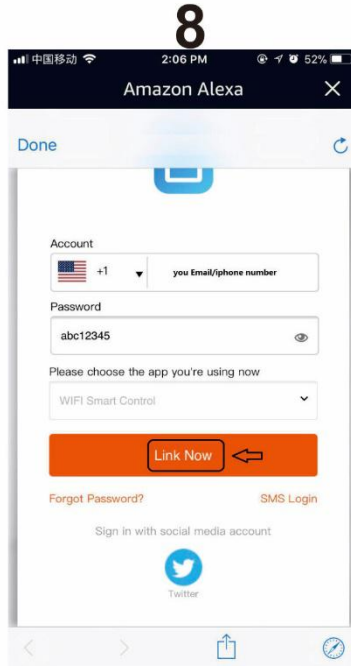 8
中国移动 2:06 PM 52%
Amazon Alexa
Done
Account
+1 you Email/iphone number
Password
abc12345
Please choose the app you're using now
WIFI Smart Control
Link Now
Forgot Password? SMS Login
Sign in with social media account
Twitter